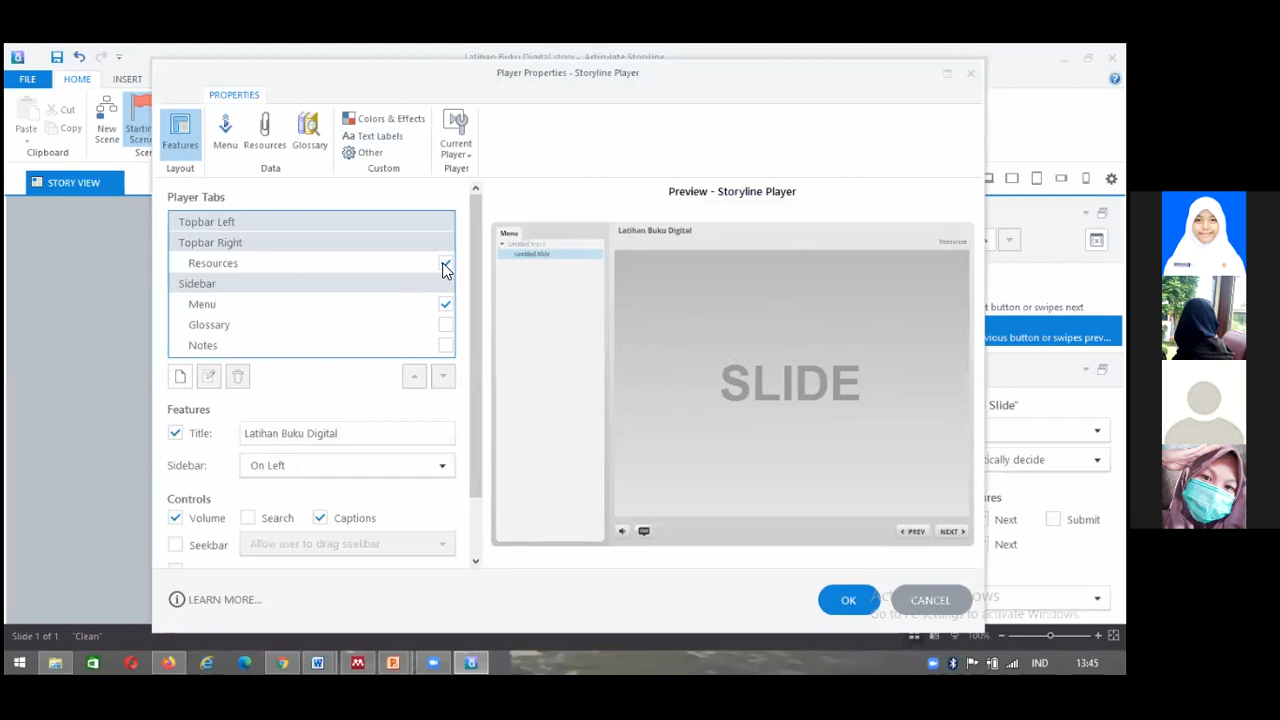 Latihan Buku Digital.story - Articulate Storyline
Player Properties - Storyline Player
FILE
HOME
INSERT
PROPERTIES
Paste
Cut
Copy
Clipboard
New
Scene
Features
Layout
Menu
Resources
Glossary
Data
Colors & Effects
Text Labels
Other
Custom
Current
Player
Player
STORY VIEW
Player Tabs
Topbar Left
Topbar Right
Resources
Sidebar
Menu
Glossary
Notes
Features
Title:
Latihan Buku Digital
Sidebar:
On Left
Controls
Volume
Search
Captions
Seekbar
Allow user to drag seekbar
LEARN MORE...
Preview - Storyline Player
Menu
Untitled Scene
Untitled Slide
Latihan Buku Digital
Resources
SLIDE
PREV
NEXT
OK
CANCEL
t button or swipes next
vious button or swipes prev...
Slide"
tically decide
Next
Submit
Next
Go to PC settings to activate Windows.
Slide 1 of 1
"Clean"
100%
IND
13:45